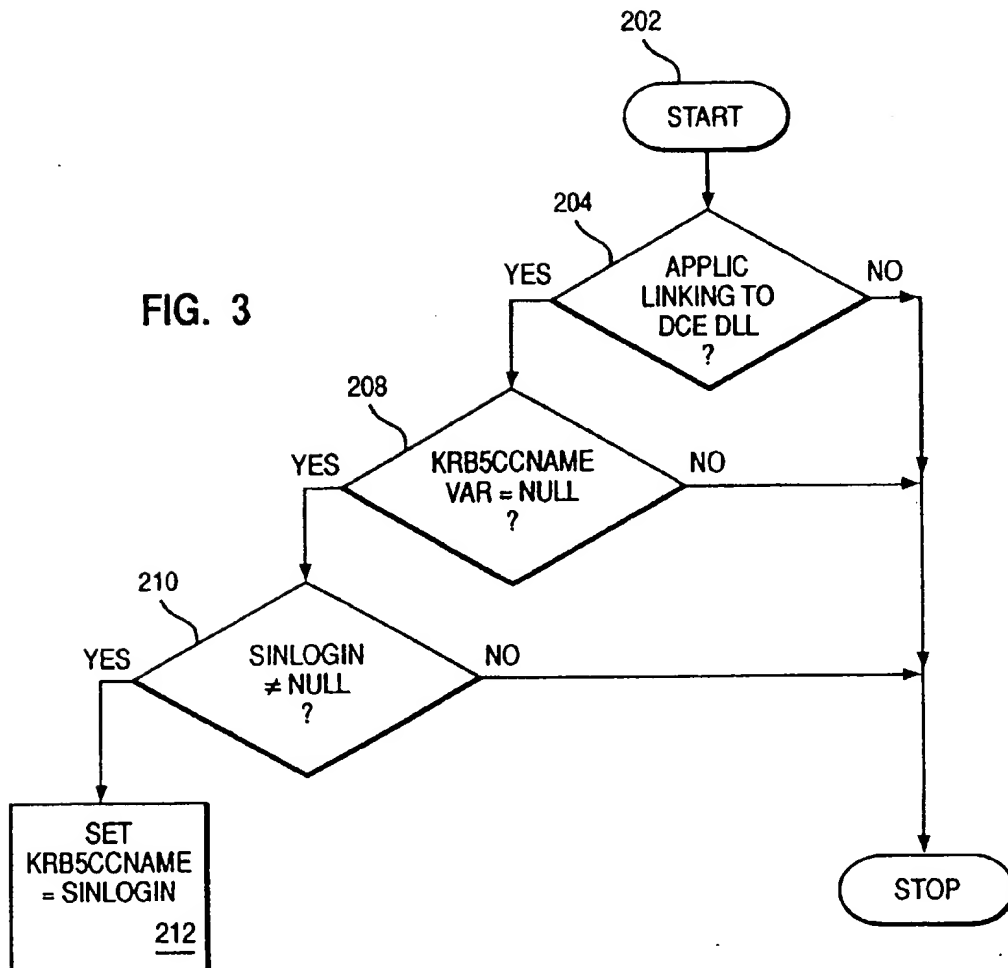 202
START
204
YES
APPLIC
LINKING TO
DCE DLL
?
NO
FIG. 3
208
YES
KRB5CCNAME
VAR = NULL
?
NO
210
YES
SINLOGIN
≠ NULL
?
NO
SET
KRB5CCNAME
= SINLOGIN
212
STOP